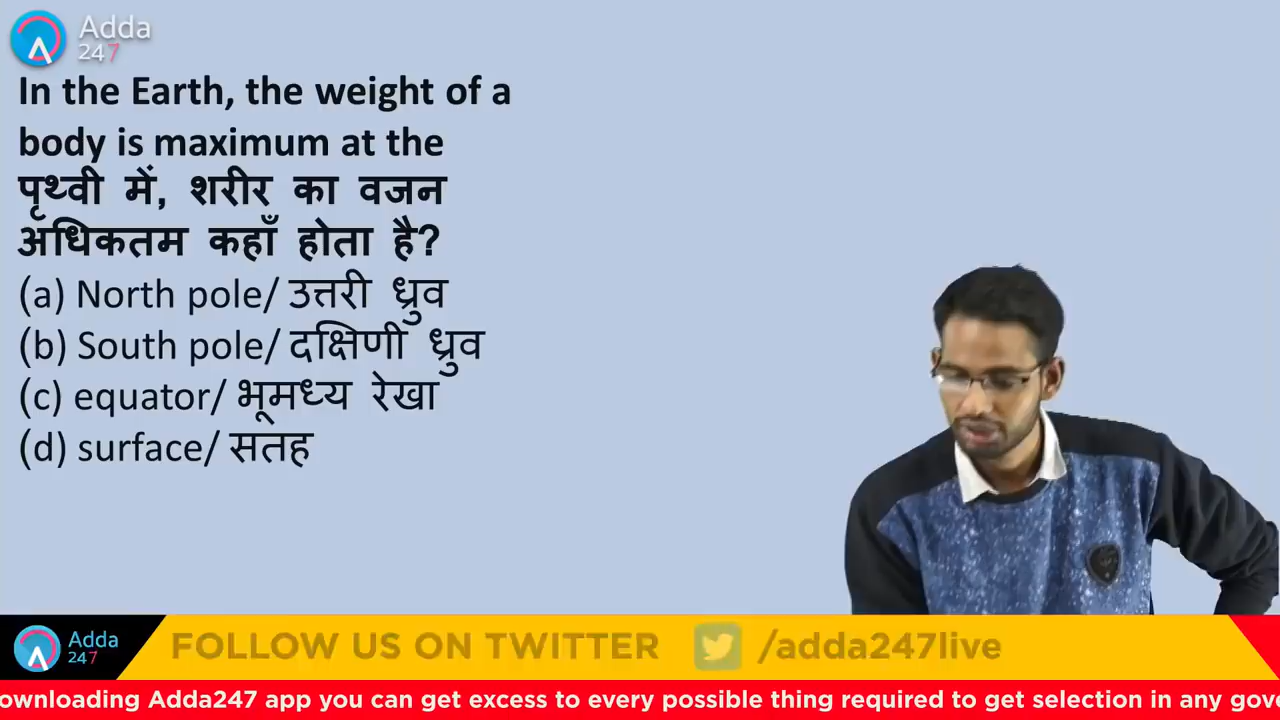 Adda
247
In the Earth, the weight of a
body is maximum at the
पृथ्वी में, शरीर का वजन
अधिकतम कहाँ होता है?
(a) North pole/ उत्तरी ध्रुव
(b) South pole/ दक्षिणी ध्रुव
(c) equator/ भूमध्य रेखा
(d) surface/ सतह
Adda
247
FOLLOW US ON TWITTER /adda247live
ownloading Adda247 app you can get excess to every possible thing required to get selection in any gov